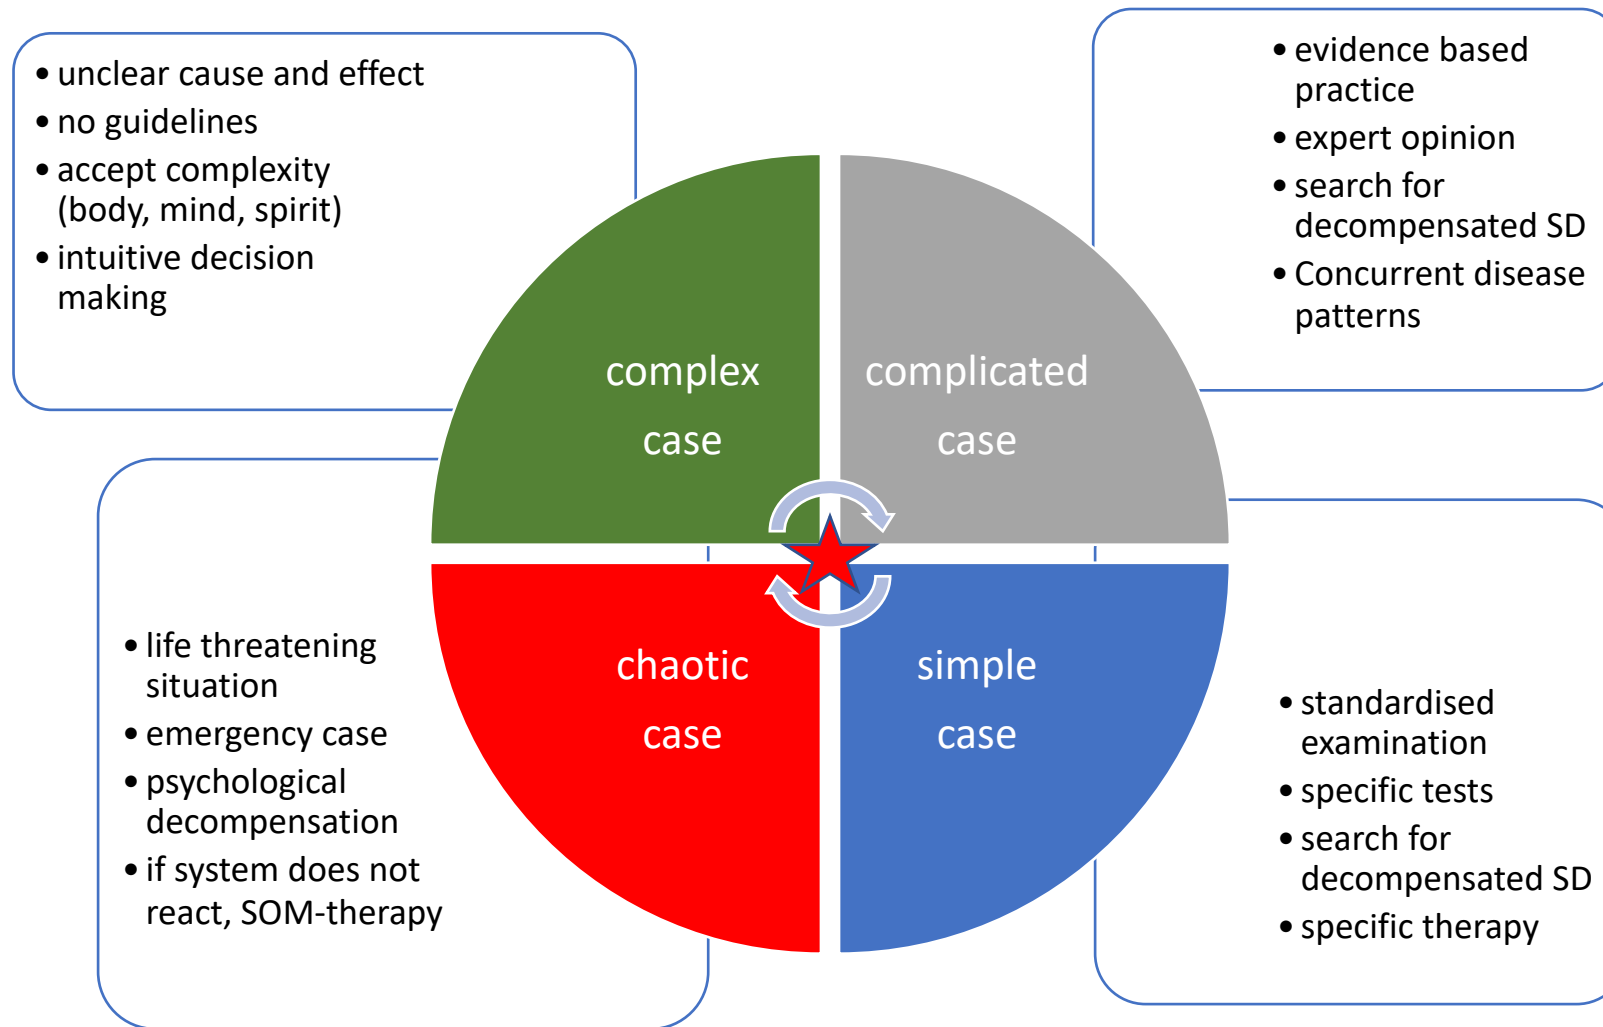 • unclear cause and effect
• no guidelines
• accept complexity
(body, mind, spirit)
• intuitive decision
making
• evidence based
practice
• expert opinion
• search for
decompensated SD
• Concurrent disease
patterns
complex
case
complicated
case
chaotic
case
simple
case
• life threatening
situation
• emergency case
• psychological
decompensation
• if system does not
react, SOM-therapy
• standardised
examination
• specific tests
• search for
decompensated SD
• specific therapy